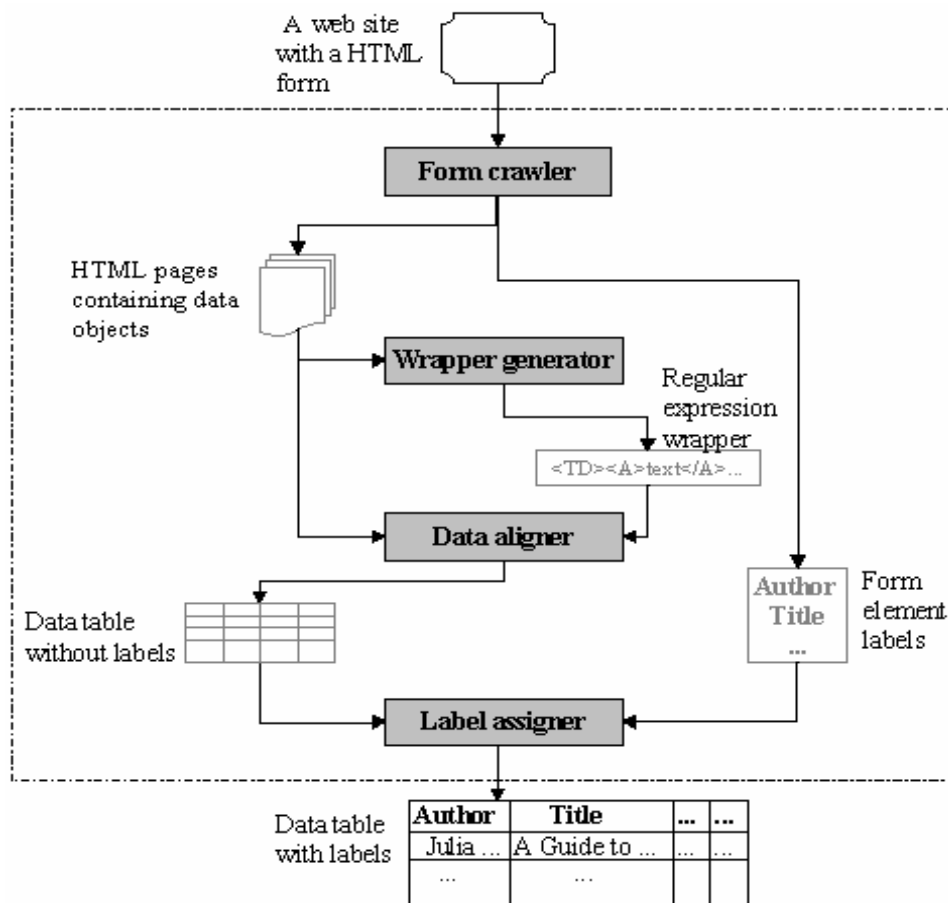 A web site
with a HTML
form
Form crawler
HTML pages
containing data
objects
Wrapper generator
Regular
expression
wrapper
<TD><A>text</A>...
Data aligner
Data table
without labels
Author
Title
...
Form
element
labels
Label assigner
Data table
with labels
Author Title ... ...
Julia ... A Guide to ... ... ...
... ...